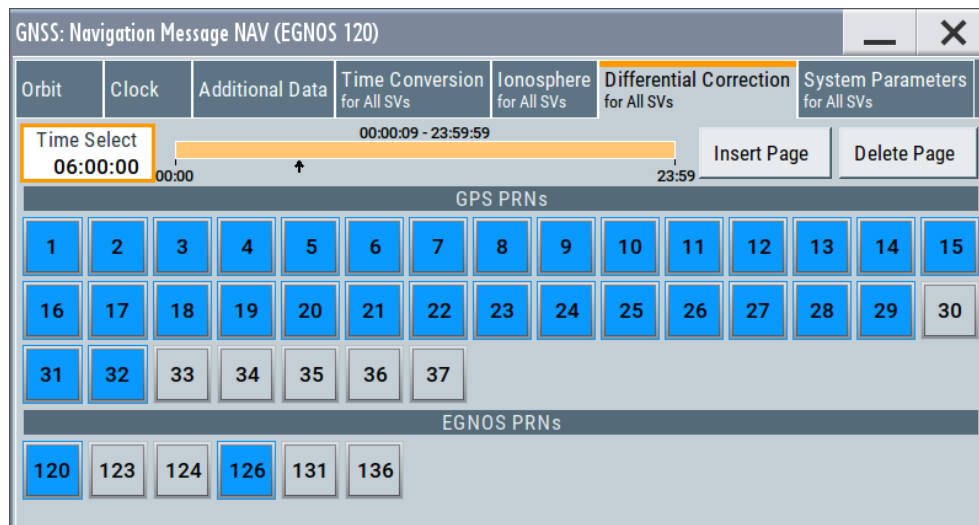 GNSS: Navigation Message NAV (EGNOS 120)
Orbit Clock Additional Data Time Conversion Ionosphere Differential Correction System Parameters
for All SVs for All SVs for All SVs for All SVs
Time Select 00:00:09 - 23:59:59 Insert Page Delete Page
06:00:00 00:00 23:59
GPS PRNs
1 2 3 4 5 6 7 8 9 10 11 12 13 14 15
16 17 18 19 20 21 22 23 24 25 26 27 28 29 30
31 32 33 34 35 36 37
EGNOS PRNs
120 123 124 126 131 136